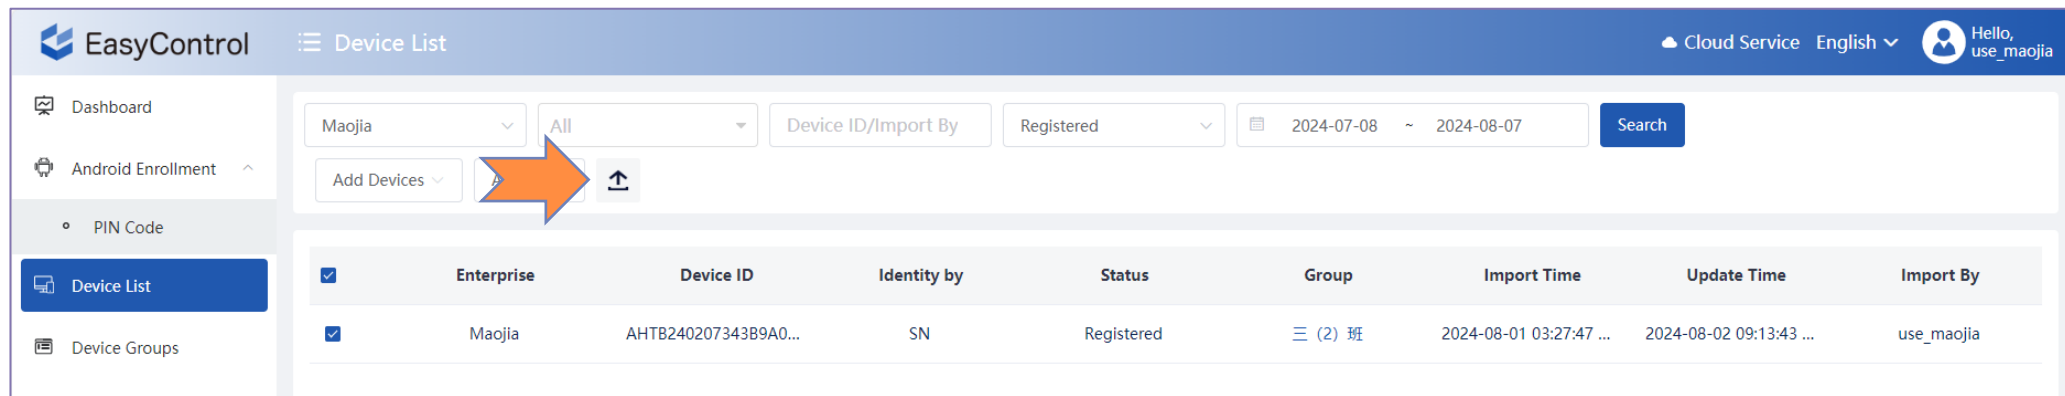 EasyControl
Device List
Cloud Service
English
Hello,
use_maojia
Dashboard
Android Enrollment
PIN Code
Device List
Device Groups
Maojia
All
Device ID/Import By
Registered
2024-07-08 ~ 2024-08-07
Search
Add Devices
Enterprise Device ID Identity by Status Group Import Time Update Time Import By
Maojia AHTB240207343B9A0... SN Registered 三 (2) 班 2024-08-01 03:27:47 ... 2024-08-02 09:13:43 ... use_maojia